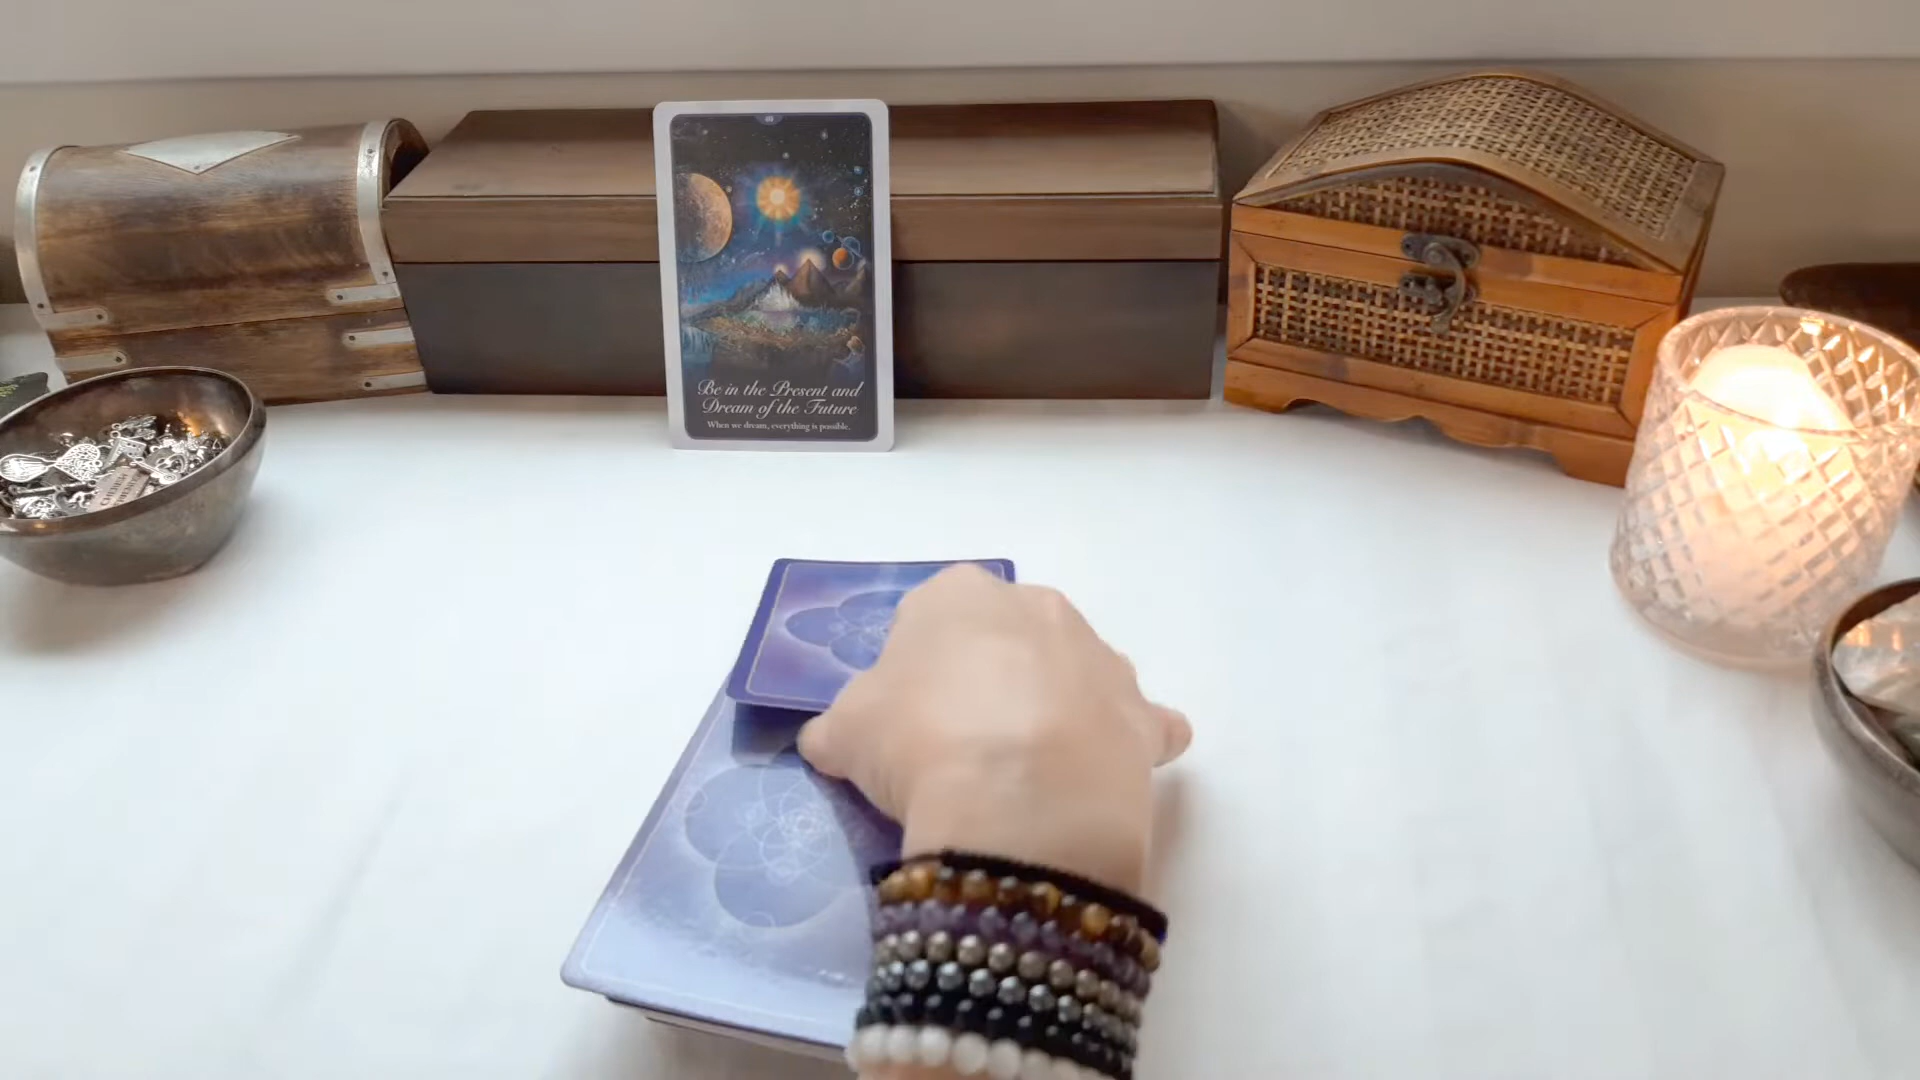 Be in the Present and
Dream of the Future
When we dream, everything is possible.